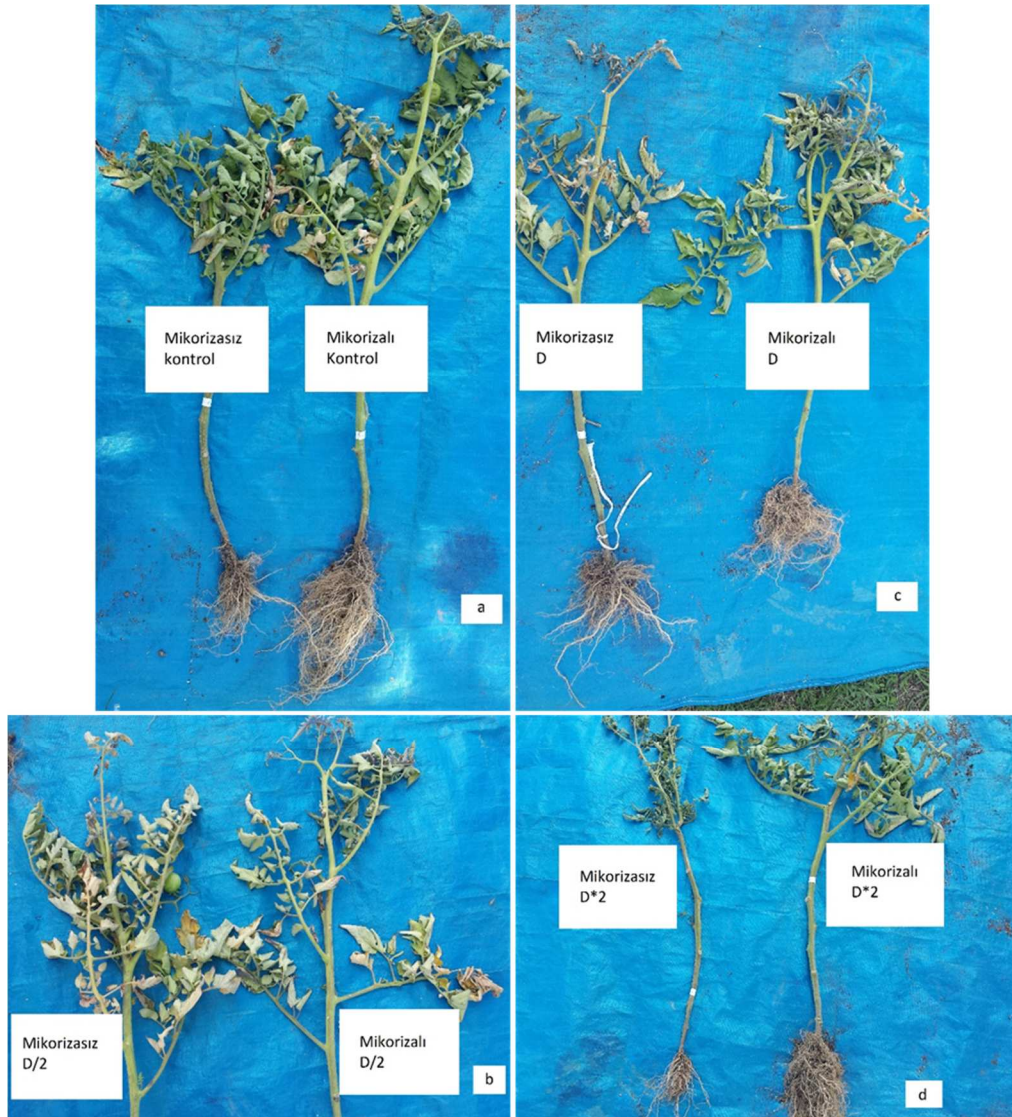 Mikorizasız
kontrol
Mikorizalı
Kontrol
a
Mikorizasız
D
Mikorizalı
D
c
Mikorizasız
D/2
Mikorizalı
D/2
b
Mikorizasız
D*2
Mikorizalı
D*2
d